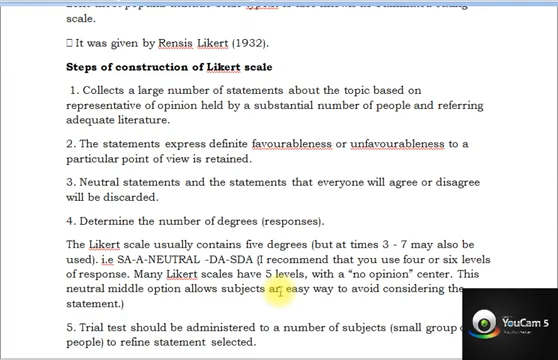 scale.
It was given by Rensis Likert (1932).
Steps of construction of Likert scale
1. Collects a large number of statements about the topic based on
representative of opinion held by a substantial number of people and referring
adequate literature.
2. The statements express definite favourableness or unfavourableness to a
particular point of view is retained.
3. Neutral statements and the statements that everyone will agree or disagree
will be discarded.
4. Determine the number of degrees (responses).
The Likert scale usually contains five degrees (but at times 3 - 7 may also be
used). i.e SA-A-NEUTRAL -DA-SDA (I recommend that you use four or six levels
of response. Many Likert scales have 5 levels, with a “no opinion” center. This
neutral middle option allows subjects an easy way to avoid considering the
statement.)
5. Trial test should be administered to a number of subjects (small group
people) to refine statement selected.
YouCam 5